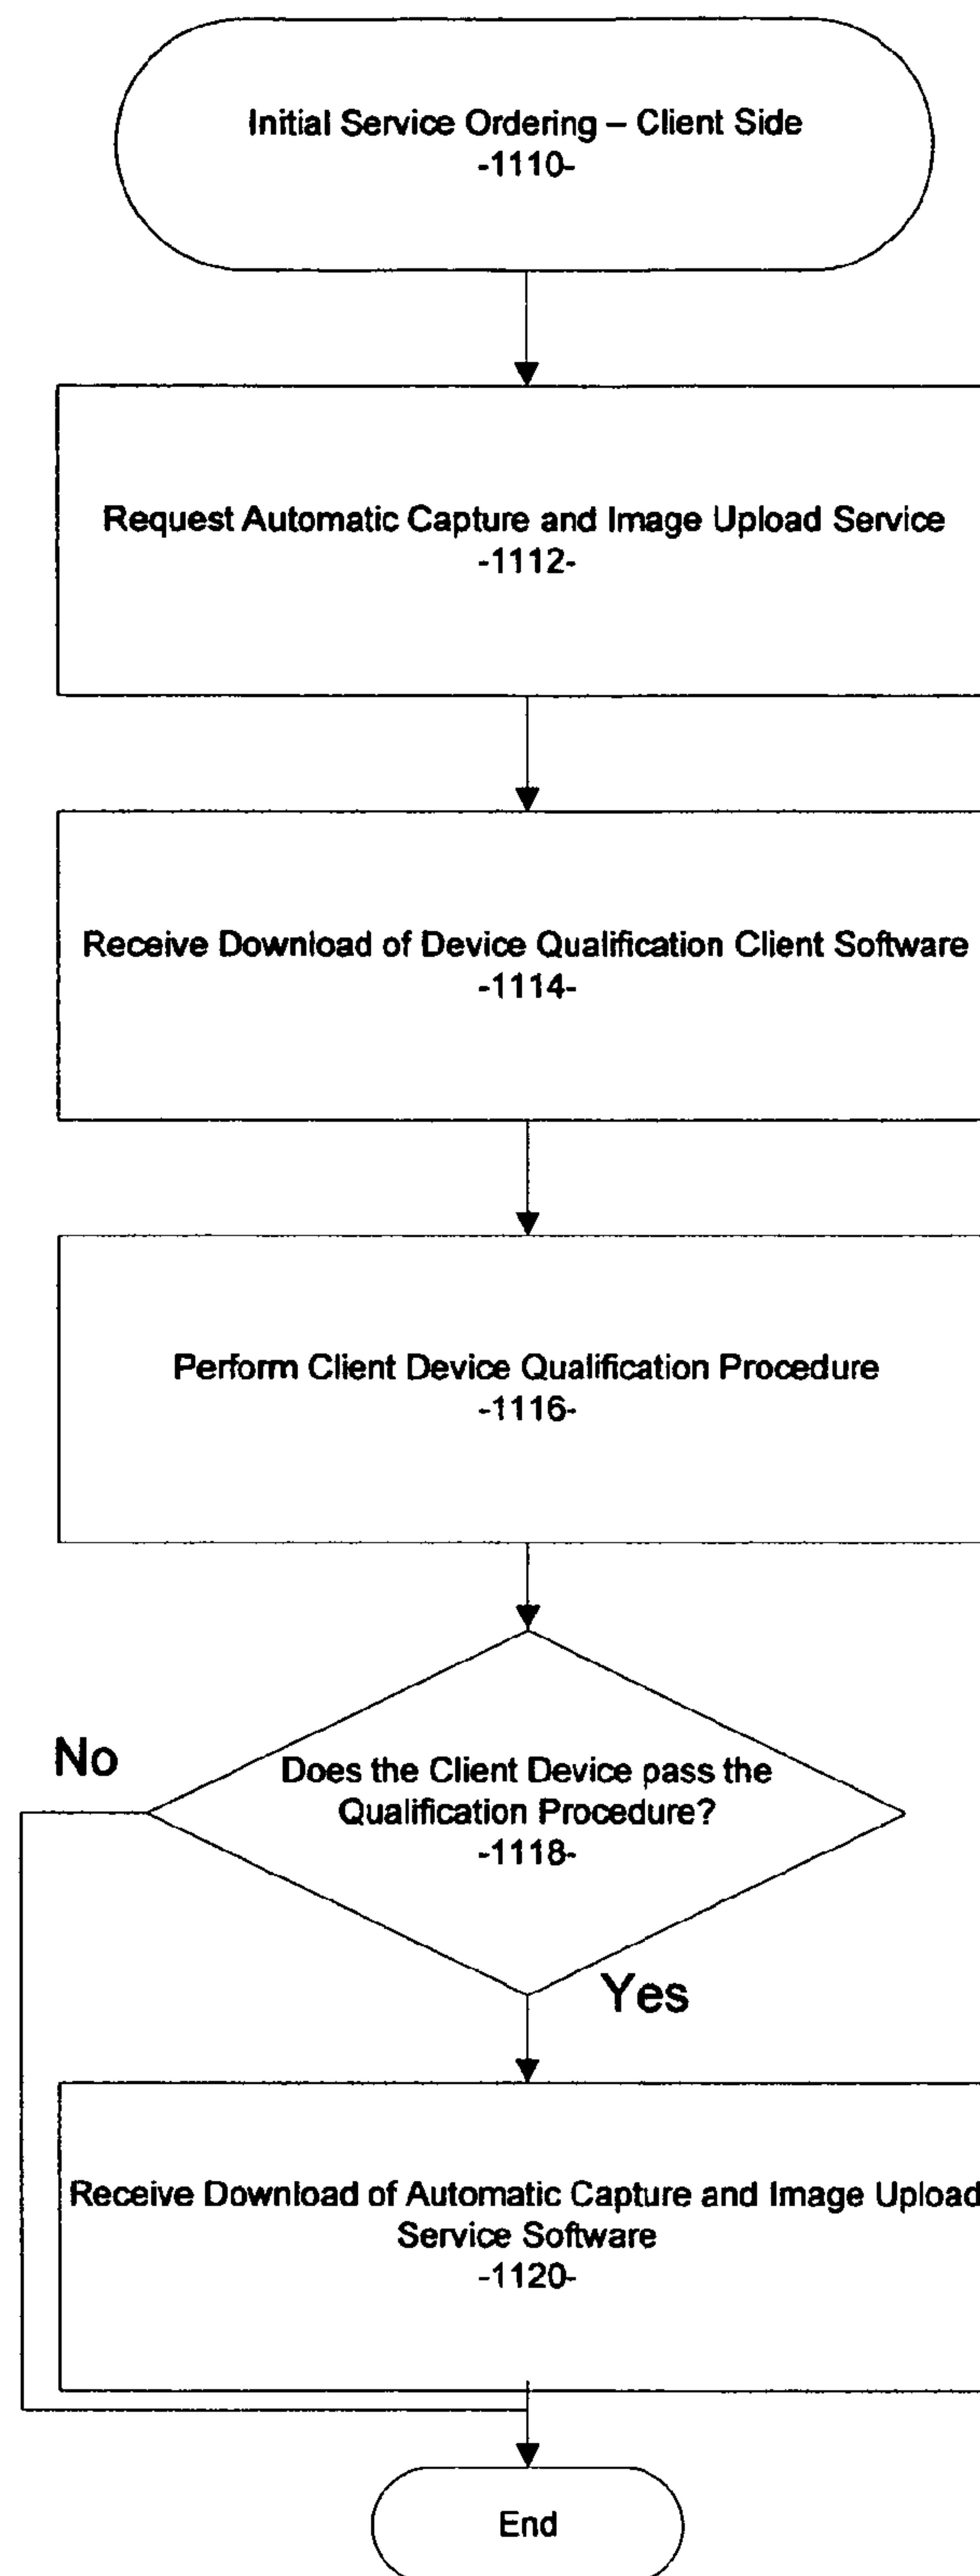 Initial Service Ordering – Client Side
-1110-
Request Automatic Capture and Image Upload Service
-1112-
Receive Download of Device Qualification Client Software
-1114-
Perform Client Device Qualification Procedure
-1116-
No
Does the Client Device pass the
Qualification Procedure?
-1118-
Yes
Receive Download of Automatic Capture and Image Upload
Service Software
-1120-
End